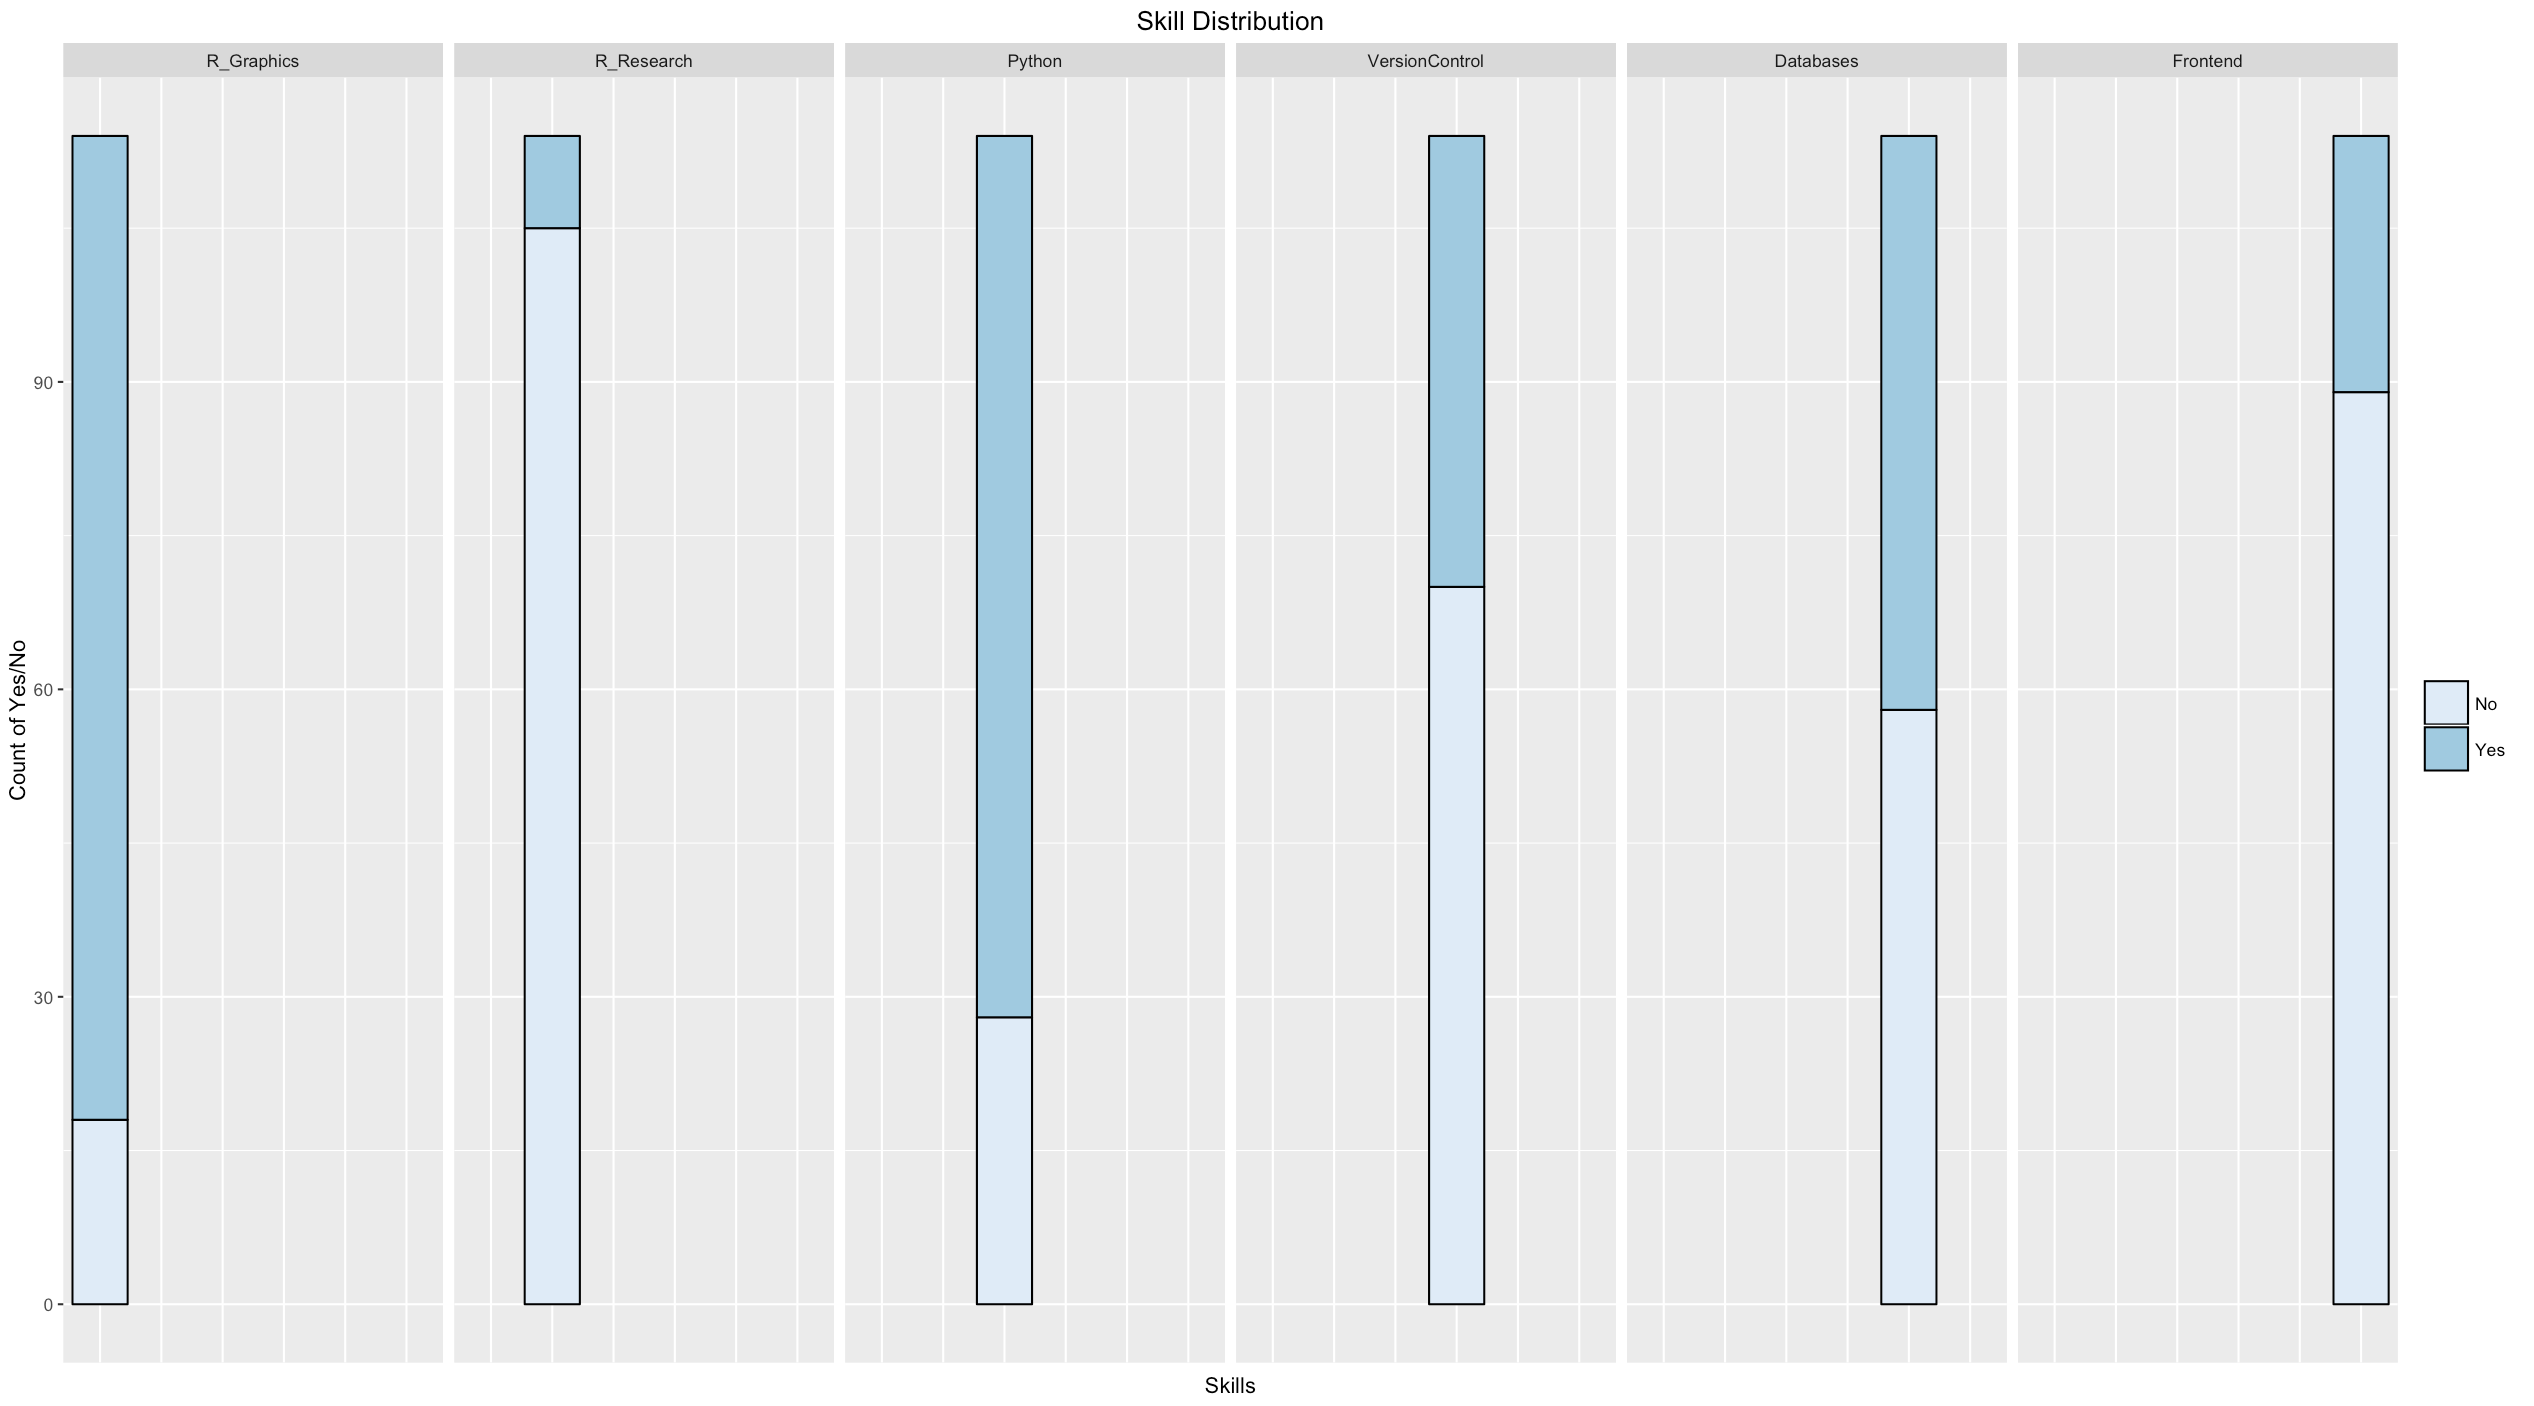 Skill Distribution
R_Graphics R_Research Python VersionControl Databases Frontend
90
60
30
0
Count of Yes/No
Skills
No
Yes